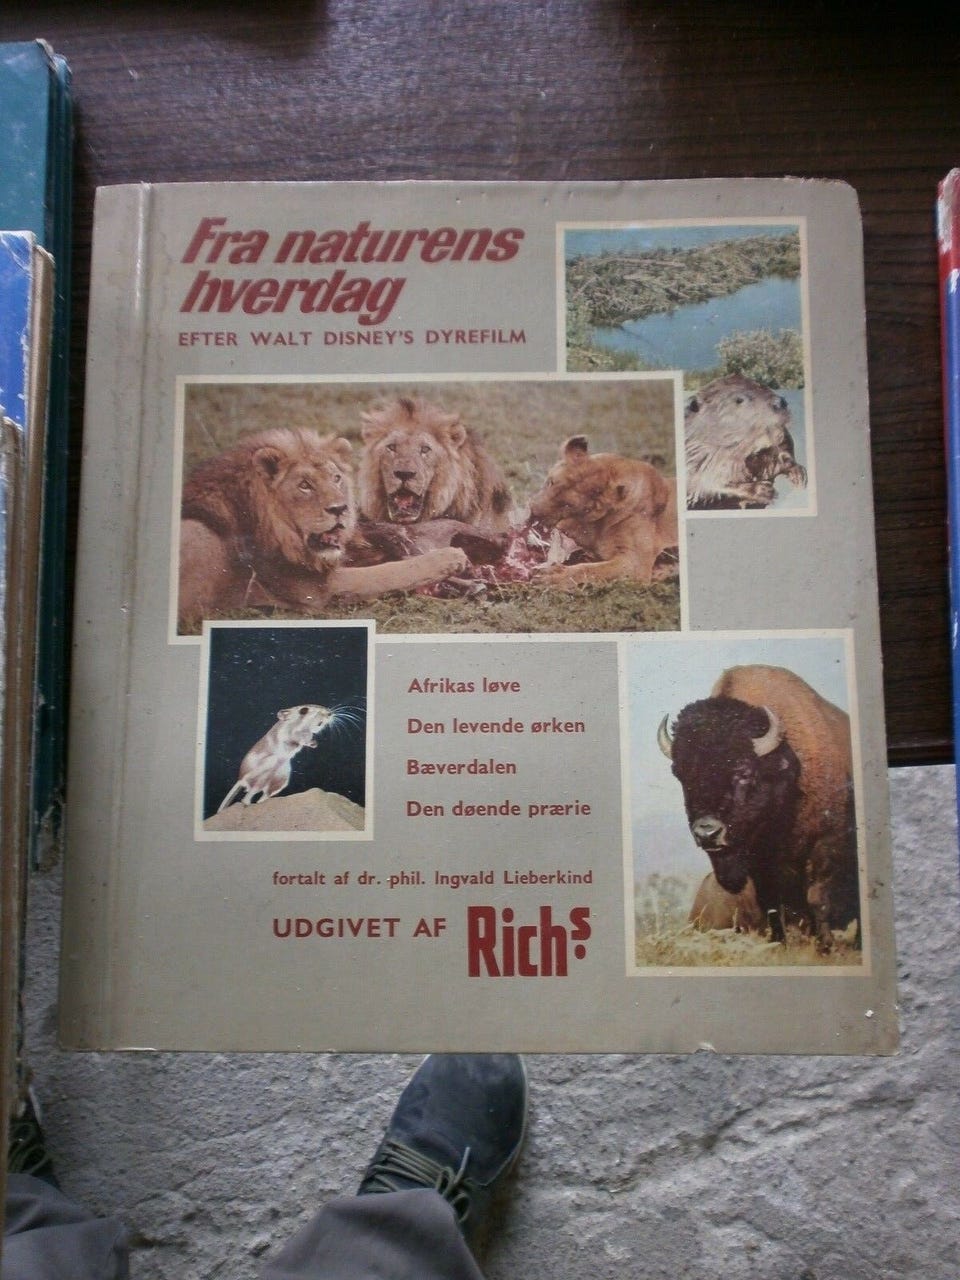 Fra naturens
hverdag
EFTER WALT DISNEY'S DYREFILM
Afrikas løve
Den levende ørken
Bæverdalen
Den døende prærie
fortalt af dr. phil. Ingvald Lieberkind
UDGIVET AF Richs.